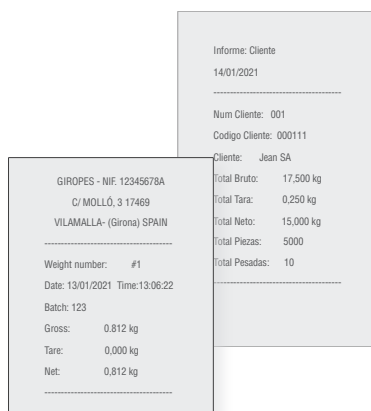 Informe: Cliente
14/01/2021
---------------------------------------
Num Cliente: 001
Codigo Cliente: 000111
Cliente: Jean SA
Total Bruto: 17,500 kg
Total Tara: 0,250 kg
Total Neto: 15,000 kg
Total Piezas: 5000
Total Pesadas: 10
---------------------------------------
GIROPES - NIF. 12345678A
C/ MOLLÓ, 3 17469
VILAMALLA- (Girona) SPAIN
---------------------------------------
Weight number: #1
Date: 13/01/2021 Time:13:06:22
Batch: 123
Gross: 0.812 kg
Tare: 0,000 kg
Net: 0,812 kg
---------------------------------------